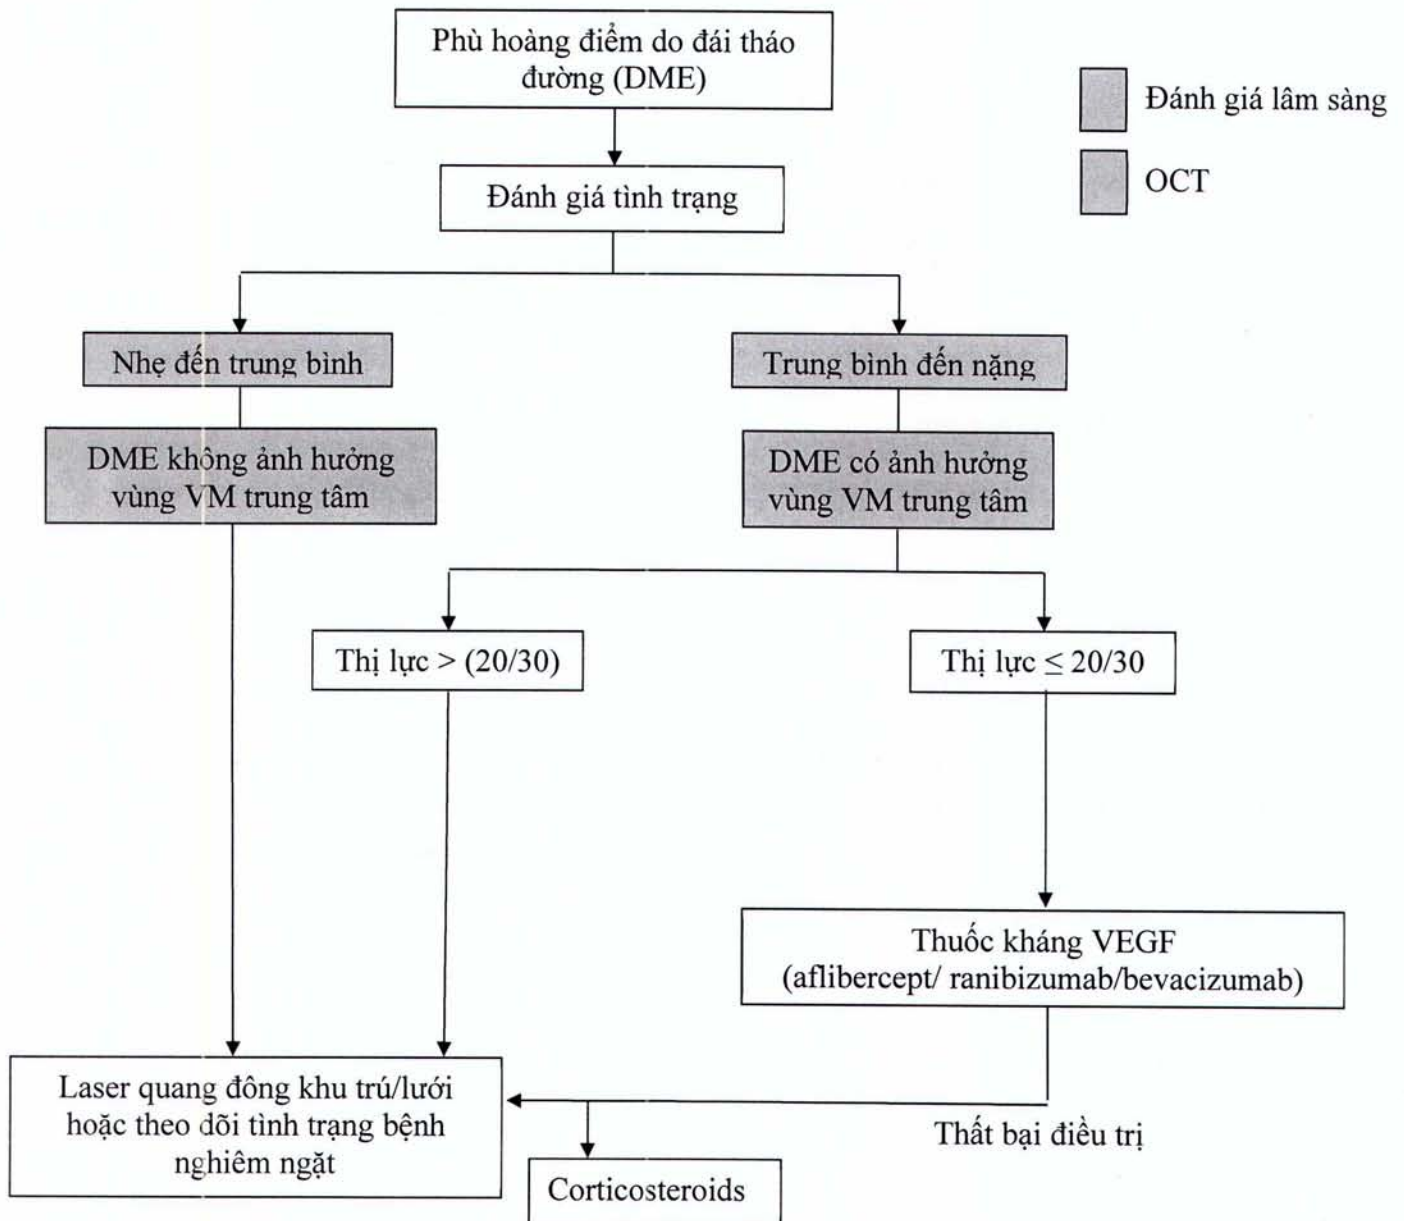 Phù hoàng điểm do đái tháo
đường (DME)
Đánh giá lâm sàng
OCT
Đánh giá tình trạng
Nhẹ đến trung bình
Trung bình đến nặng
DME không ảnh hưởng
vùng VM trung tâm
DME có ảnh hưởng
vùng VM trung tâm
Thị lực > (20/30)
Thị lực ≤ 20/30
Thuốc kháng VEGF
(aflibercept/ ranibizumab/bevacizumab)
Laser quang đông khu trú/lưới
hoặc theo dõi tình trạng bệnh
nghiêm ngặt
Thất bại điều trị
Corticosteroids